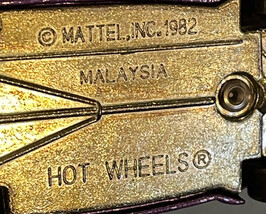 © MATTEL, INC. 1982
MALAYSIA
HOT WHEELS®